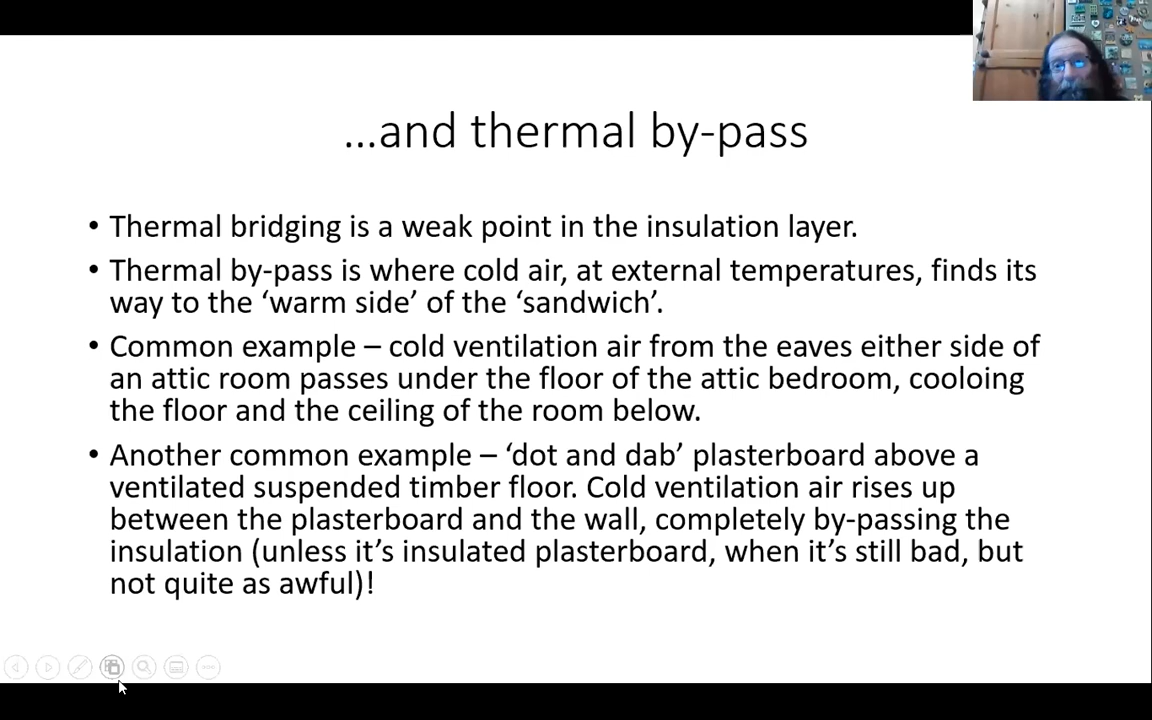 …and thermal by-pass
• Thermal bridging is a weak point in the insulation layer.
• Thermal by-pass is where cold air, at external temperatures, finds its
way to the ‘warm side’ of the ‘sandwich’.
• Common example – cold ventilation air from the eaves either side of
an attic room passes under the floor of the attic bedroom, cooloing
the floor and the ceiling of the room below.
• Another common example – ‘dot and dab’ plasterboard above a
ventilated suspended timber floor. Cold ventilation air rises up
between the plasterboard and the wall, completely by-passing the
insulation (unless it’s insulated plasterboard, when it’s still bad, but
not quite as awful)!